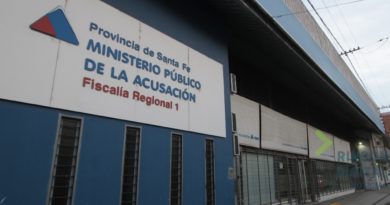 Provincia de Santa Fe
MINISTERIO PÚBLICO
DE LA ACUSACIÓN
Fiscalía Regional 1